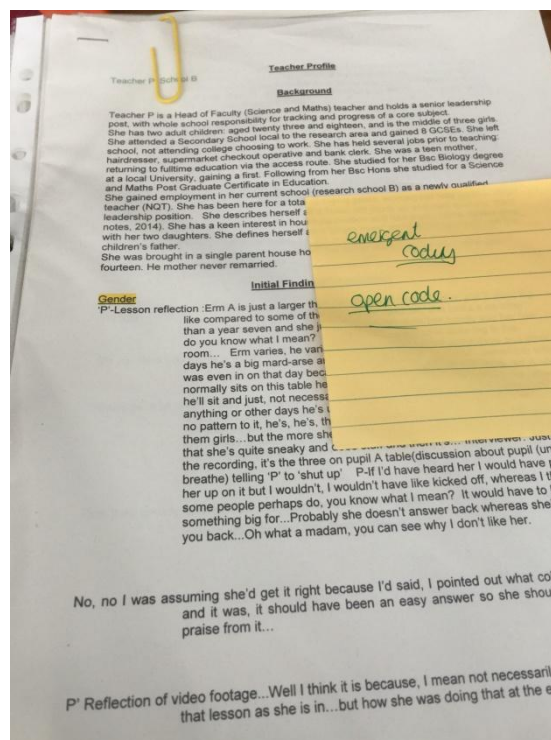 Teacher Profile
Teacher P School B
Background
Teacher P is a Head of Faculty (Science and Maths) teacher and holds a senior leadership
post, with whole school responsibility for tracking and progress of a core subject.
She has two adult children: aged twenty three and eighteen, and is the middle of three girls.
She attended a Secondary School local to the research area and gained 8 GCSEs. She left
school, not attending college choosing to work. She has held several jobs prior to teaching:
hairdresser, supermarket checkout operative and bank clerk. She was a teen mother,
returning to fulltime education via the access route. She studied for her Bsc Biology degree
at a local University, gaining a first. Following from her Bsc Hons she studied for a Science
and Maths Post Graduate Certificate in Education.
She gained employment in her current school (research school B) as a newly qualified
teacher (NQT). She has been here for a tota
leadership position. She describes herself a
notes, 2014). She has a keen interest in hou
with her two daughters. She defines herself a
children's father.
She was brought in a single parent house ho
fourteen. He mother never remarried.
emergent
open code.
Initial Findin
Gender
'P'-Lesson reflection :Erm A is just a larger th
like compared to some of th
than a year seven and she j
do you know what I mean?
room… Erm varies, he vari
days he's a big mard-arse a
was even in on that day beca
normally sits on this table he
he'll sit and just, not necessa
anything or other days he's
no pattern to it, he's, he's, th
them girls…but the more she
that she's quite sneaky and
the recording, it's the three on pupil A table(discussion about pupil (un
breathe) telling 'P' to 'shut up' P-If I'd have heard her I would have
her up on it but I wouldn't, I wouldn't have like kicked off, whereas I t
some people perhaps do, you know what I mean? It would have to
something big for…Probably she doesn't answer back whereas she
you back…Oh what a madam, you can see why I don't like her.
No, no I was assuming she'd get it right because I'd said, I pointed out what co
and it was, it should have been an easy answer so she shou
praise from it…
P' Reflection of video footage…Well I think it is because, I mean not necessaril
that lesson as she is in…but how she was doing that at the e